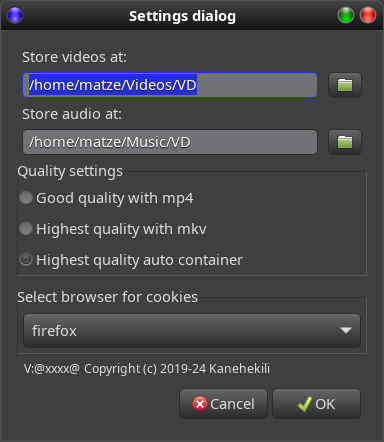 Settings dialog
Store videos at:
/home/matze/Videos/VD
Store audio at:
/home/matze/Music/VD
Quality settings
Good quality with mp4
Highest quality with mkv
Highest quality auto container
Select browser for cookies
firefox
V:@xxxx@ Copyright (c) 2019-24 Kanehekili
Cancel OK